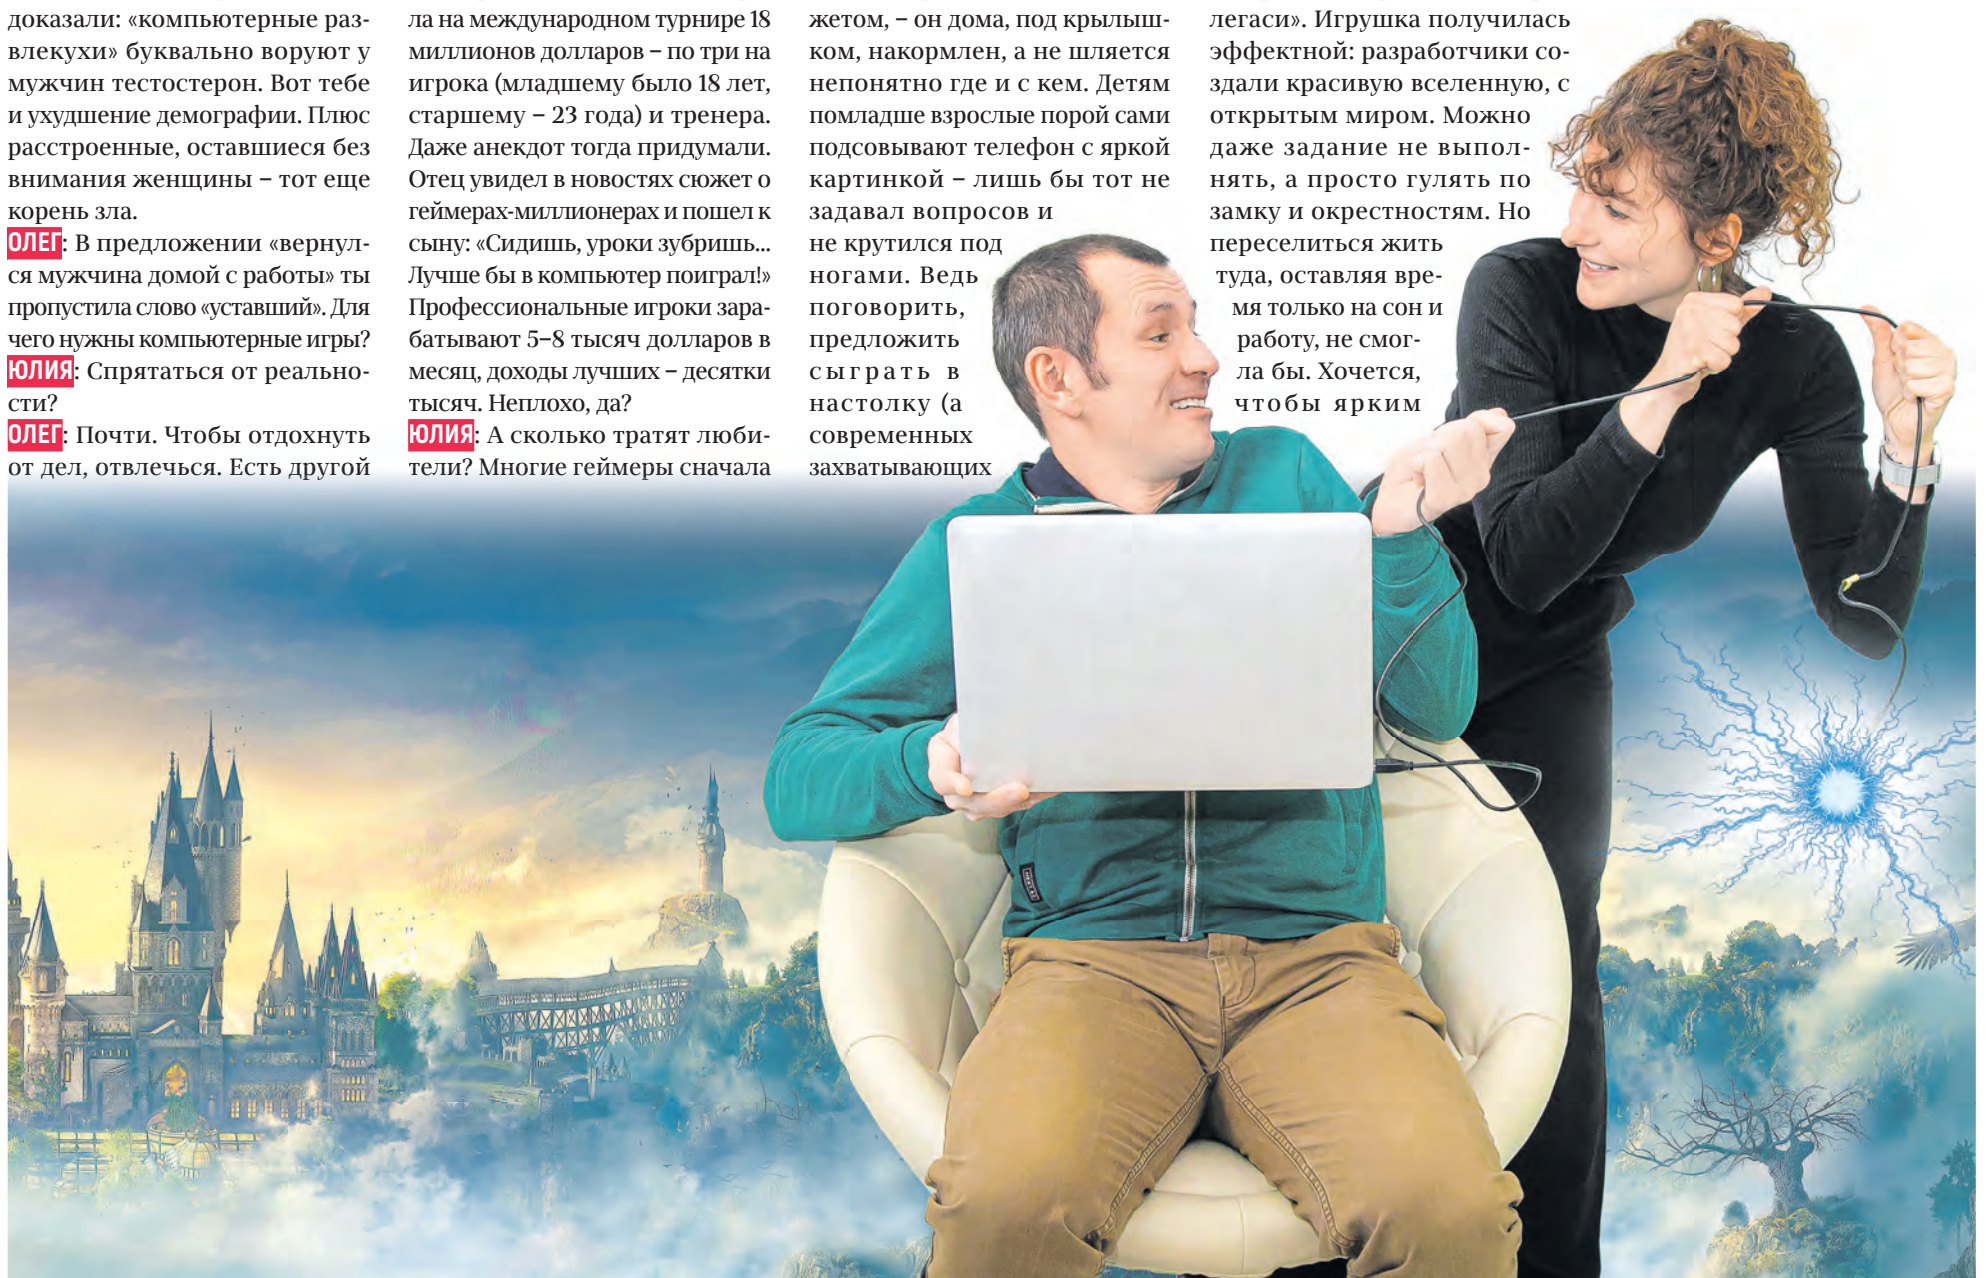 доказали: «компьютерные раз-
влекухи» буквально воруют у
мужчин тестостерон. Вот тебе
и ухудшение демографии. Плюс
расстроенные, оставшиеся без
внимания женщины – тот еще
корень зла.
ОЛЕГ: В предложении «вернул-
ся мужчина домой с работы» ты
пропустила слово «уставший». Для
чего нужны компьютерные игры?
ЮЛИЯ: Спрятаться от реально-
сти?
ОЛЕГ: Почти. Чтобы отдохнуть
от дел, отвлечься. Есть другой
ла на международном турнире 18
миллионов долларов – по три на
игрока (младшему было 18 лет,
старшему – 23 года) и тренера.
Даже анекдот тогда придумали.
Отец увидел в новостях сюжет о
геймерах-миллионерах и пошел к
сыну: «Сидишь, уроки зубришь...
Лучше бы в компьютер поиграл!»
Профессиональные игроки зара-
батывают 5–8 тысяч долларов в
месяц, доходы лучших – десятки
тысяч. Неплохо, да?
ЮЛИЯ: А сколько тратят люби-
тели? Многие геймеры сначала
жетом, – он дома, под крылыш-
ком, накормлен, а не шляется
непонятно где и с кем. Детям
помладше взрослые порой сами
подсовывают телефон с яркой
картинкой – лишь бы тот не
задавал вопросов и
не крутился под
ногами. Ведь
поговорить,
предложить
сыграть в
настолку (а
современных
захватывающих
легаси». Игрушка получилась
эффектной: разработчики со-
здали красивую вселенную, с
открытым миром. Можно
даже задание не выпол-
нять, а просто гулять по
замку и окрестностям. Но
переселиться жить
туда, оставляя вре-
мя только на сон и
работу, не смог-
ла бы. Хочется,
чтобы ярким